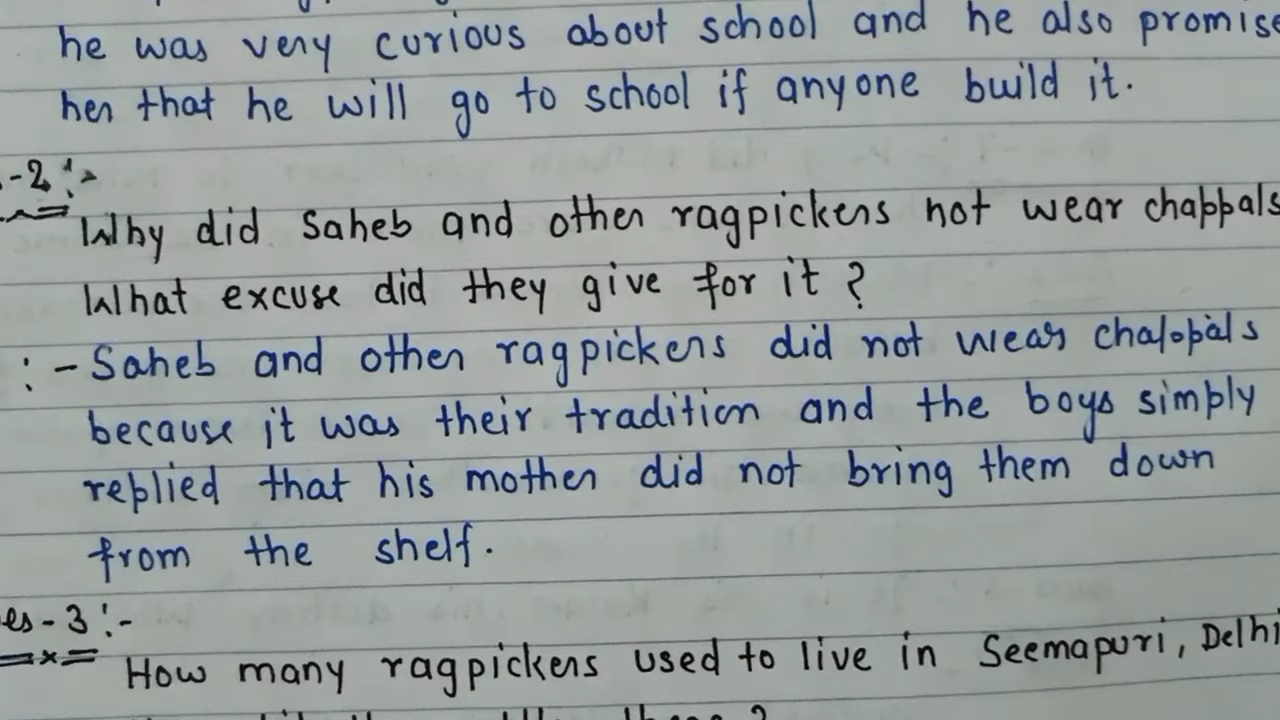 he was very curious about school and he also promise
her that he will go to school if anyone build it.
-2:-
Why did Saheb and other ragpickers not wear chappals
What excuse did they give for it ?
:- Saheb and other ragpickers did not wear chappals
because it was their tradition and the boys simply
replied that his mother did not bring them down
from the shelf.
es-3:-
How many ragpickers used to live in Seemapuri, Delhi